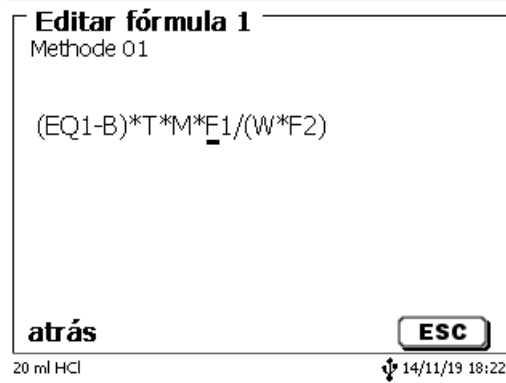 Editar fórmula 1
Methode 01
(EQ1-B)*T*M*F1/(W*F2)
atrás ESC
20 ml HCl 14/11/19 18:22